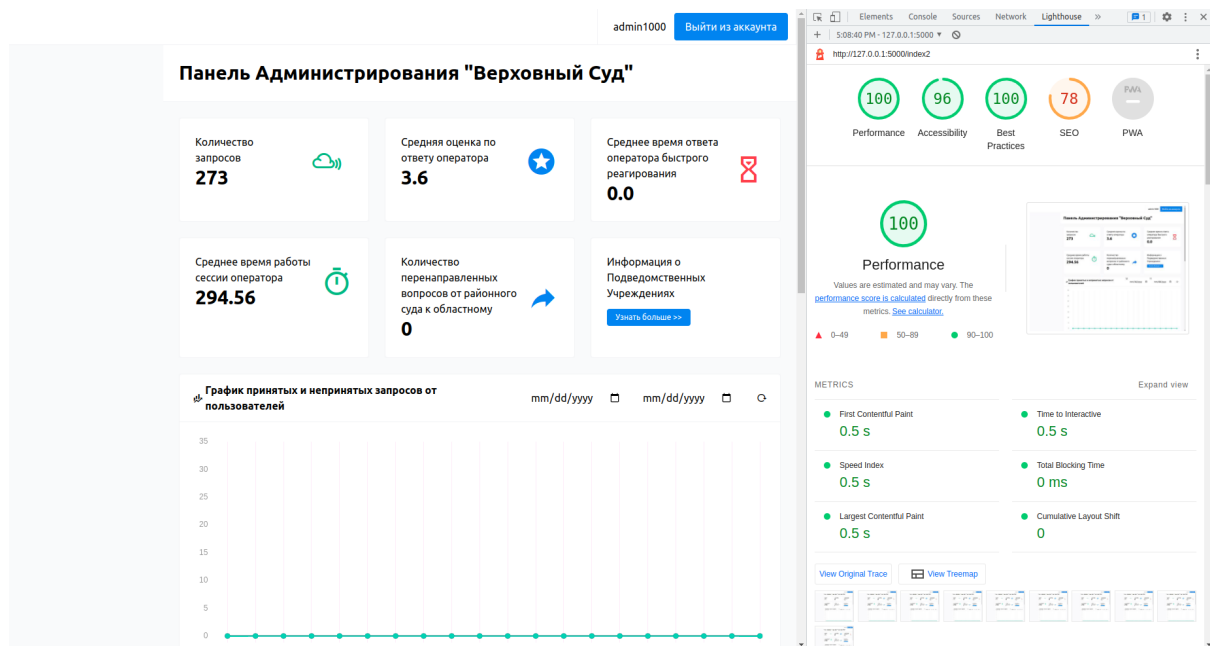 admin1000
Выйти из аккаунта
Панель Администрирования "Верховный Суд"
Количество
запросов
273
Средняя оценка по
ответу оператора
3.6
Среднее время ответа
оператора быстрого
реагирования
0.0
Среднее время работы
сессии оператора
294.56
Количество
перенаправленных
вопросов от районного
суда к областному
0
Информация о
Подведомственных
Учреждениях
Узнать больше >>
График принятых и непринятых запросов от
пользователей
mm/dd/yyyy
mm/dd/yyyy
35
30
25
20
15
10
5
0
Elements Console Sources Network Lighthouse » 1
5:08:40 PM - 127.0.0.1:5000
http://127.0.0.1:5000/index2
100 96 100 78 PWA
Performance Accessibility Best SEO PWA
Practices
100
Performance
Values are estimated and may vary. The
performance score is calculated directly from these
metrics. See calculator.
0–49 50–89 90–100
METRICS Expand view
First Contentful Paint
0.5 s
Time to Interactive
0.5 s
Speed Index
0.5 s
Total Blocking Time
0 ms
Largest Contentful Paint
0.5 s
Cumulative Layout Shift
0
View Original Trace View Treemap